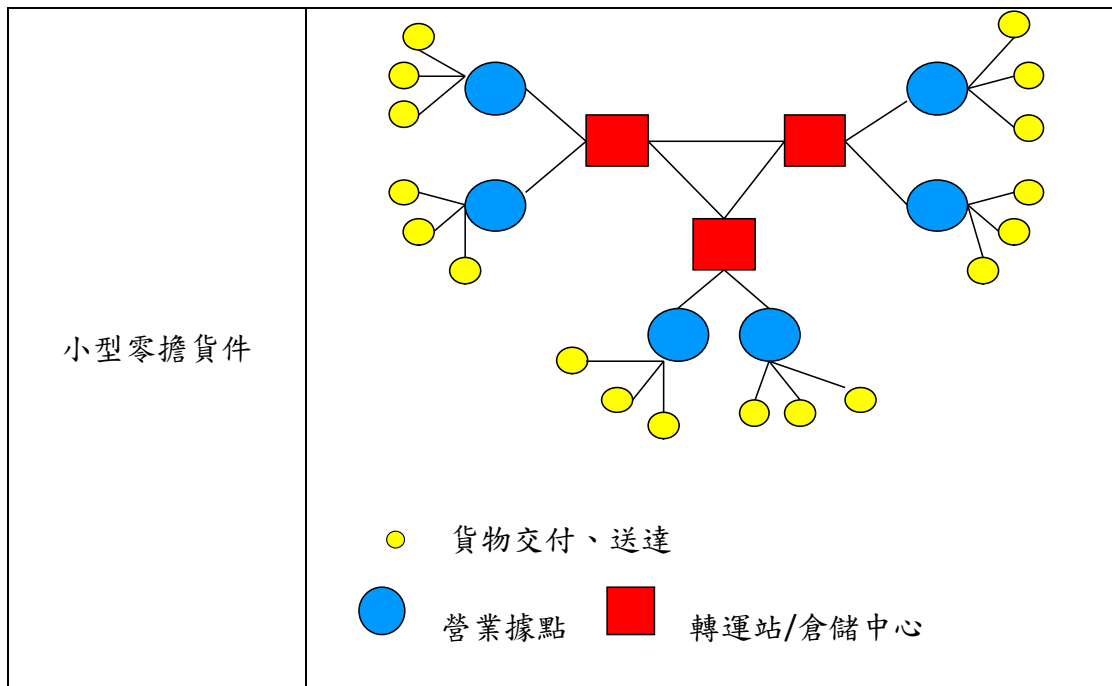 小型零擔貨件
貨物交付、送達
營業據點
轉運站/倉儲中心